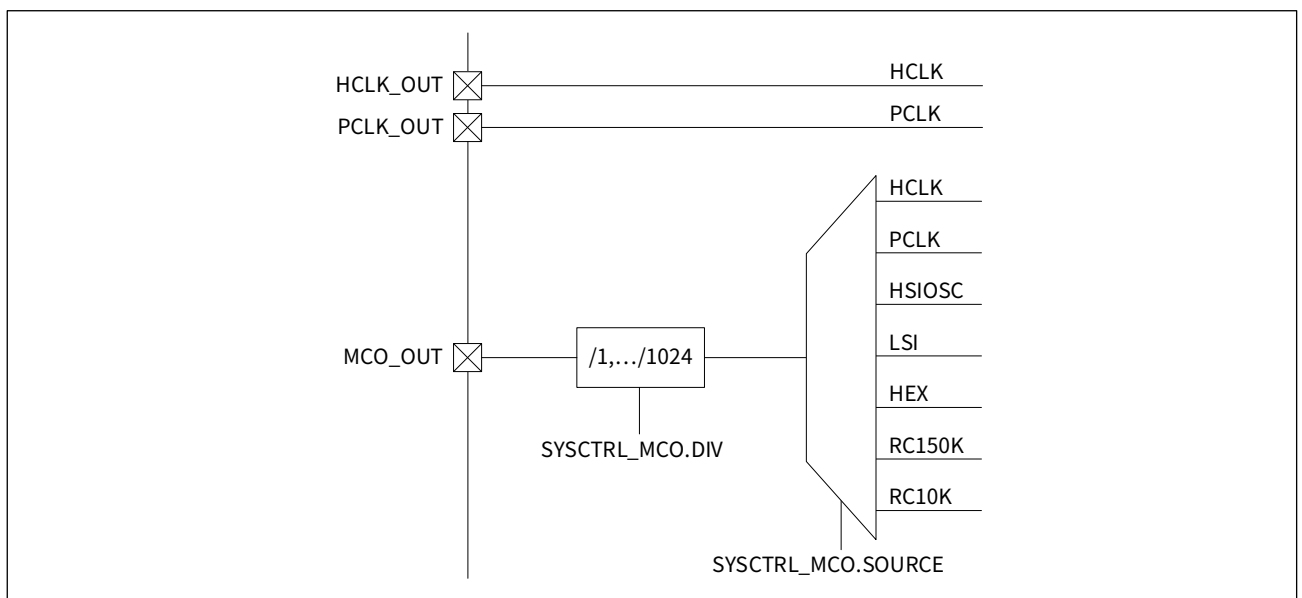 HCLK_OUT
HCLK
PCLK_OUT
PCLK
HCLK
PCLK
HSIOSC
MCO_OUT
/1,…/1024
LSI
HEX
SYSCTRL_MCO.DIV
RC150K
RC10K
SYSCTRL_MCO.SOURCE